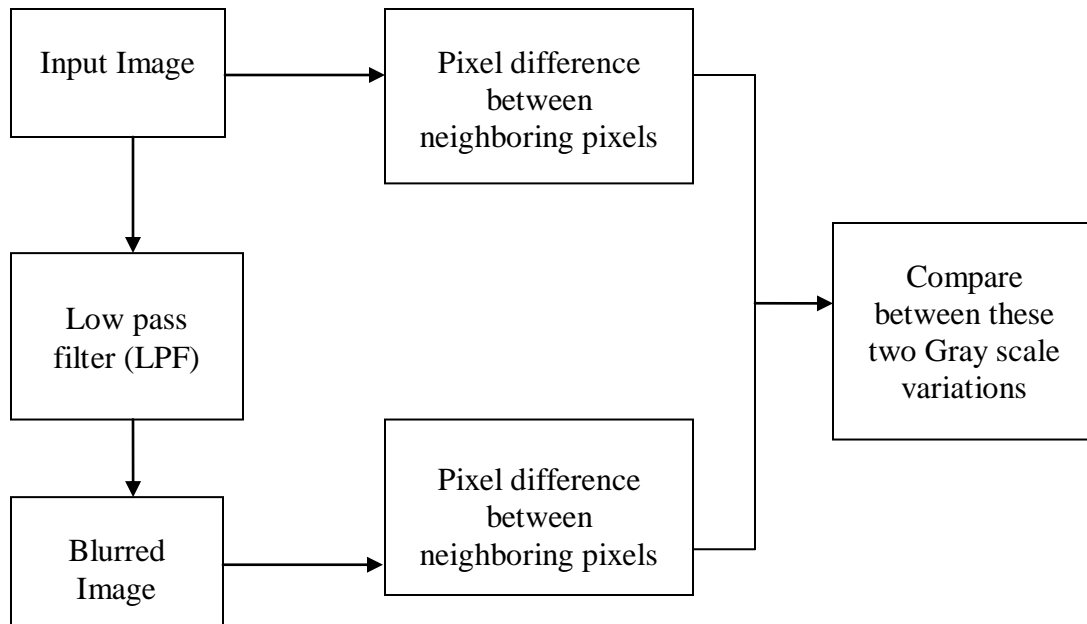 Input Image
Pixel difference
between
neighboring pixels
Low pass
filter (LPF)
Compare
between these
two Gray scale
variations
Blurred
Image
Pixel difference
between
neighboring pixels